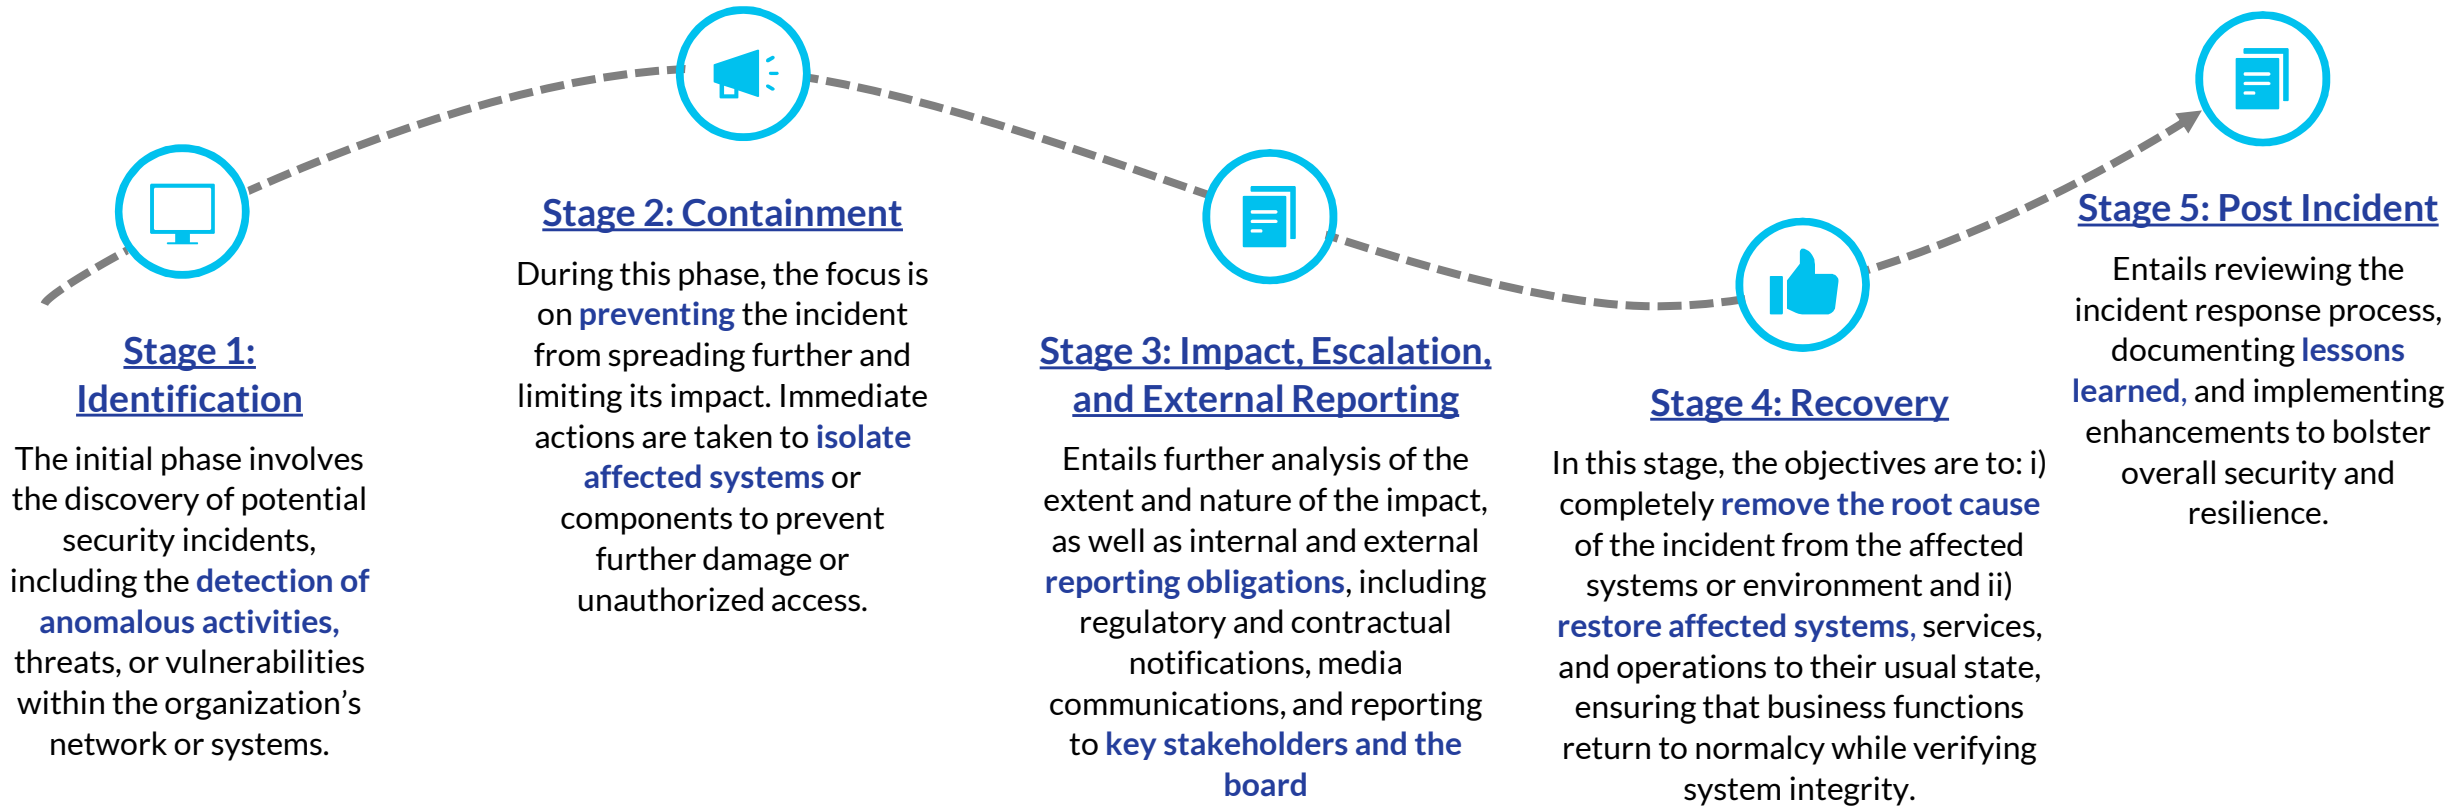 Stage 1:
Identification
The initial phase involves
the discovery of potential
security incidents,
including the detection of
anomalous activities,
threats, or vulnerabilities
within the organization’s
network or systems.
Stage 2: Containment
During this phase, the focus is
on preventing the incident
from spreading further and
limiting its impact. Immediate
actions are taken to isolate
affected systems or
components to prevent
further damage or
unauthorized access.
Stage 3: Impact, Escalation,
and External Reporting
Entails further analysis of the
extent and nature of the impact,
as well as internal and external
reporting obligations, including
regulatory and contractual
notifications, media
communications, and reporting
to key stakeholders and the
board
Stage 4: Recovery
In this stage, the objectives are to: i)
completely remove the root cause
of the incident from the affected
systems or environment and ii)
restore affected systems, services,
and operations to their usual state,
ensuring that business functions
return to normalcy while verifying
system integrity.
Stage 5: Post Incident
Entails reviewing the
incident response process,
documenting lessons
learned, and implementing
enhancements to bolster
overall security and
resilience.